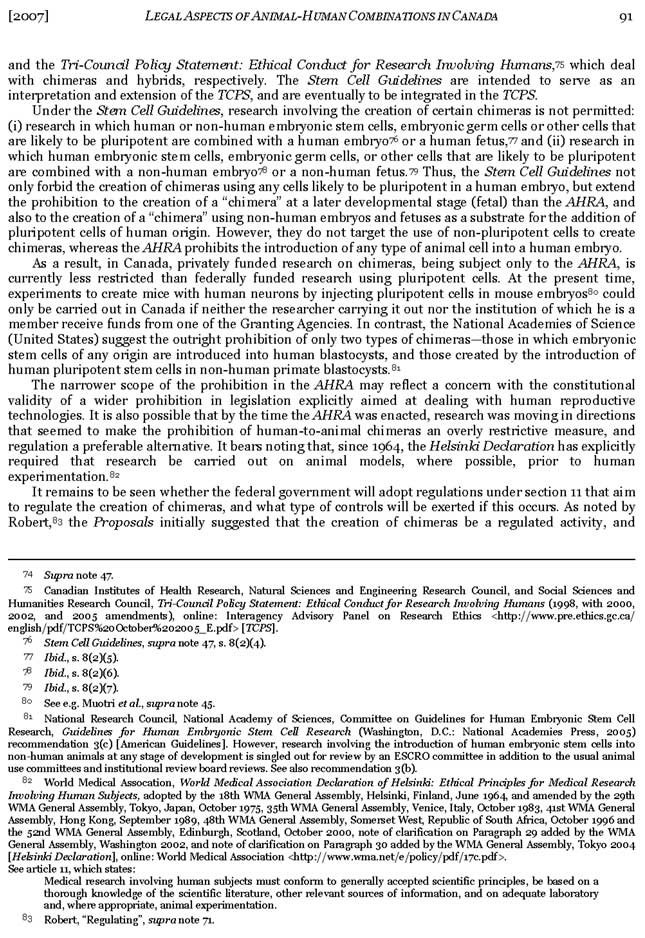 [2007] LEGAL ASPECTS OF ANIMAL-HUMAN COMBINATIONS IN CANADA 91
and the Tri-Council Policy Statement: Ethical Conduct for Research Involving Humans,75 which deal
with chimeras and hybrids, respectively. The Stem Cell Guidelines are intended to serve as an
interpretation and extension of the TCPS, and are eventually to be integrated in the TCPS.
Under the Stem Cell Guidelines, research involving the creation of certain chimeras is not permitted:
(i) research in which human or non-human embryonic stem cells, embryonic germ cells or other cells that
are likely to be pluripotent are combined with a human embryo76 or a human fetus,77 and (ii) research in
which human embryonic stem cells, embryonic germ cells, or other cells that are likely to be pluripotent
are combined with a non-human embryo78 or a non-human fetus.79 Thus, the Stem Cell Guidelines not
only forbid the creation of chimeras using any cells likely to be pluripotent in a human embryo, but extend
the prohibition to the creation of a “chimera” at a later developmental stage (fetal) than the AHRA, and
also to the creation of a “chimera” using non-human embryos and fetuses as a substrate for the addition of
pluripotent cells of human origin. However, they do not target the use of non-pluripotent cells to create
chimeras, whereas the AHRA prohibits the introduction of any type of animal cell into a human embryo.
As a result, in Canada, privately funded research on chimeras, being subject only to the AHRA, is
currently less restricted than federally funded research using pluripotent cells. At the present time,
experiments to create mice with human neurons by injecting pluripotent cells in mouse embryos80 could
only be carried out in Canada if neither the researcher carrying it out nor the institution of which he is a
member receive funds from one of the Granting Agencies. In contrast, the National Academies of Science
(United States) suggest the outright prohibition of only two types of chimeras—those in which embryonic
stem cells of any origin are introduced into human blastocysts, and those created by the introduction of
human pluripotent stem cells in non-human primate blastocysts.81
The narrower scope of the prohibition in the AHRA may reflect a concern with the constitutional
validity of a wider prohibition in legislation explicitly aimed at dealing with human reproductive
technologies. It is also possible that by the time the AHRA was enacted, research was moving in directions
that seemed to make the prohibition of human-to-animal chimeras an overly restrictive measure, and
regulation a preferable alternative. It bears noting that, since 1964, the Helsinki Declaration has explicitly
required that research be carried out on animal models, where possible, prior to human
experimentation.82
It remains to be seen whether the federal government will adopt regulations under section 11 that aim
to regulate the creation of chimeras, and what type of controls will be exerted if this occurs. As noted by
Robert,83 the Proposals initially suggested that the creation of chimeras be a regulated activity, and
74 Supra note 47.
75 Canadian Institutes of Health Research, Natural Sciences and Engineering Research Council, and Social Sciences and
Humanities Research Council, Tri-Council Policy Statement: Ethical Conduct for Research Involving Humans (1998, with 2000,
2002, and 2005 amendments), online: Interagency Advisory Panel on Research Ethics <http://www.pre.ethics.gc.ca/
english/pdf/TCPS%20October%202005_E.pdf> [TCPS].
76 Stem Cell Guidelines, supra note 47, s. 8(2)(4).
77 Ibid., s. 8(2)(5).
78 Ibid., s. 8(2)(6).
79 Ibid., s. 8(2)(7).
80 See e.g. Muotri et al., supra note 45.
81 National Research Council, National Academy of Sciences, Committee on Guidelines for Human Embryonic Stem Cell
Research, Guidelines for Human Embryonic Stem Cell Research (Washington, D.C.: National Academies Press, 2005)
recommendation 3(c) [American Guidelines]. However, research involving the introduction of human embryonic stem cells into
non-human animals at any stage of development is singled out for review by an ESCRO committee in addition to the usual animal
use committees and institutional review board reviews. See also recommendation 3(b).
82 World Medical Assocation, World Medical Association Declaration of Helsinki: Ethical Principles for Medical Research
Involving Human Subjects, adopted by the 18th WMA General Assembly, Helsinki, Finland, June 1964, and amended by the 29th
WMA General Assembly, Tokyo, Japan, October 1975, 35th WMA General Assembly, Venice, Italy, October 1983, 41st WMA General
Assembly, Hong Kong, September 1989, 48th WMA General Assembly, Somerset West, Republic of South Africa, October 1996 and
the 52nd WMA General Assembly, Edinburgh, Scotland, October 2000, note of clarification on Paragraph 29 added by the WMA
General Assembly, Washington 2002, and note of clarification on Paragraph 30 added by the WMA General Assembly, Tokyo 2004
[Helsinki Declaration], online: World Medical Association <http://www.wma.net/e/policy/pdf/17c.pdf>.
See article 11, which states:
Medical research involving human subjects must conform to generally accepted scientific principles, be based on a
thorough knowledge of the scientific literature, other relevant sources of information, and on adequate laboratory
and, where appropriate, animal experimentation.
83 Robert, “Regulating”, supra note 71.